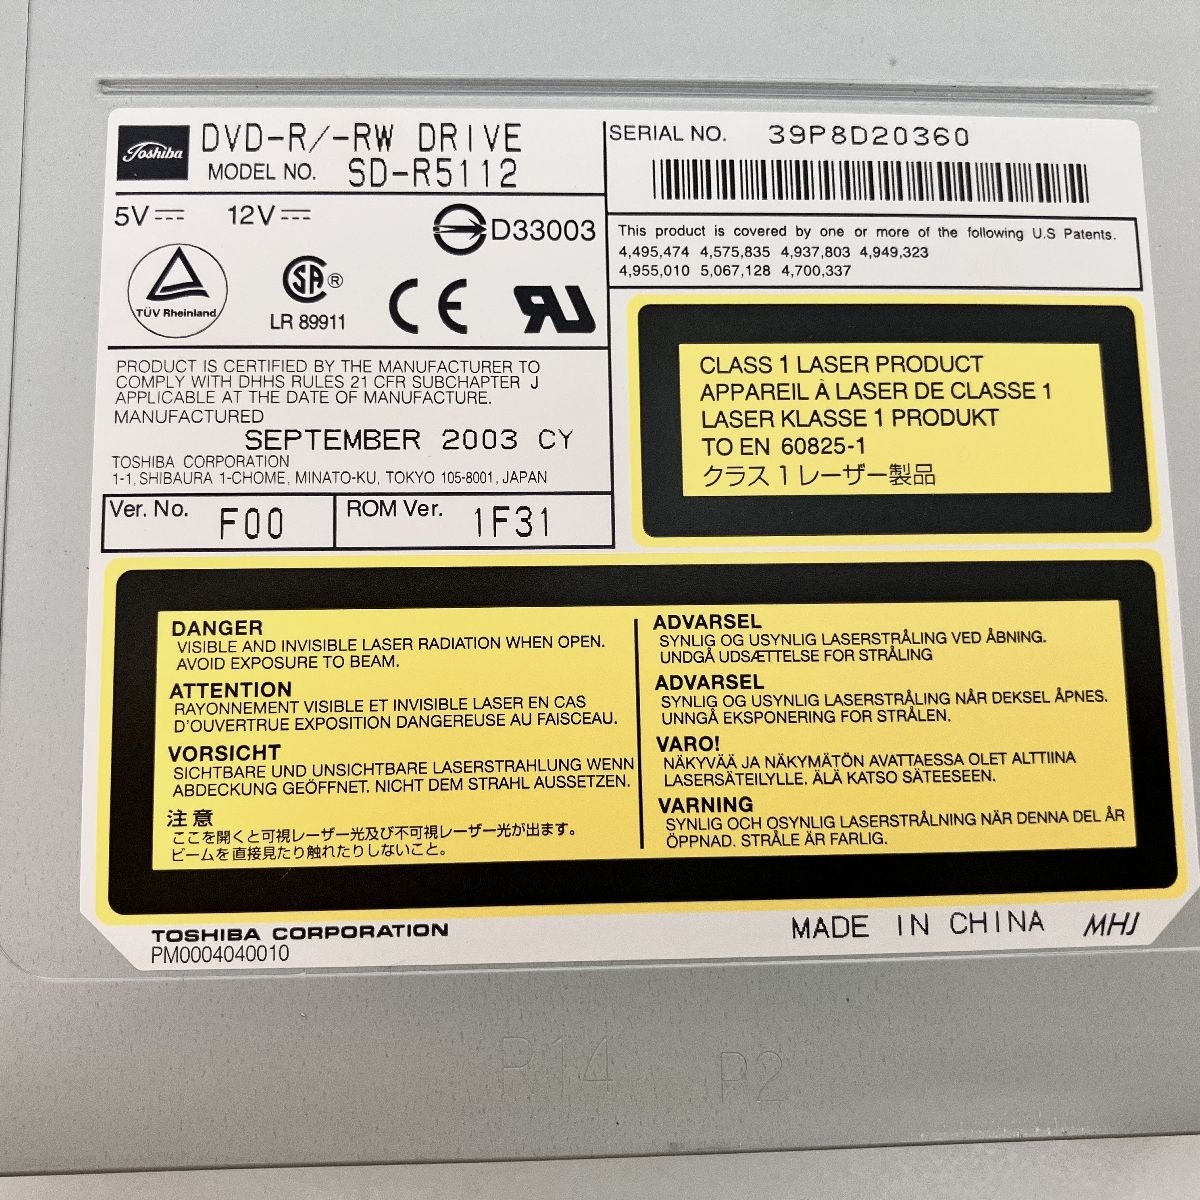 Toshiba
DVD-R/-RW DRIVE
MODEL NO. SD-R5112
SERIAL NO. 39P8D20360
5V 12V
D33003
TÜV Rheinland
SA ®
LR 89911
CE
This product is covered by one or more of the following U.S Patents.
4,495,474 4,575,835 4,937,803 4,949,323
4,955,010 5,067,128 4,700,337
PRODUCT IS CERTIFIED BY THE MANUFACTURER TO
COMPLY WITH DHHS RULES 21 CFR SUBCHAPTER J
APPLICABLE AT THE DATE OF MANUFACTURE.
MANUFACTURED
SEPTEMBER 2003 CY
TOSHIBA CORPORATION
1-1, SHIBAURA 1-CHOME, MINATO-KU, TOKYO 105-8001, JAPAN
Ver. No. F00
ROM Ver. 1F31
CLASS 1 LASER PRODUCT
APPAREIL À LASER DE CLASSE 1
LASER KLASSE 1 PRODUKT
TO EN 60825-1
クラス1レーザー製品
DANGER
VISIBLE AND INVISIBLE LASER RADIATION WHEN OPEN.
AVOID EXPOSURE TO BEAM.
ATTENTION
RAYONNEMENT VISIBLE ET INVISIBLE LASER EN CAS
D'OUVERTRUE EXPOSITION DANGEREUSE AU FAISCEAU.
VORSICHT
SICHTBARE UND UNSICHTBARE LASERSTRAHLUNG WENN
ABDECKUNG GEÖFFNET. NICHT DEM STRAHL AUSSETZEN.
注意
ここを開くと可視レーザー光及び不可視レーザー光が出ます。
ビームを直接見たり触れたりしないこと。
ADVARSEL
SYNLIG OG USYNLIG LASERSTRÅLING VED ÅBNING.
UNDGÅ UDSÆTTELSE FOR STRÅLING
ADVARSEL
SYNLIG OG USYNLIG LASERSTRÅLING NÅR DEKSEL ÅPNES.
UNNGÅ EKSPONERING FOR STRÅLEN.
VARO!
NÄKYVÄÄ JA NÄKYMÄTÖN AVATTAESSA OLET ALTTIINA
LASERSÄTEILYLLE. ÄLÄ KATSO SÄTEESEEN.
VARNING
SYNLIG OCH OSYNLIG LASERSTRÅLNING NÄR DENNA DEL ÄR
ÖPPNAD. STRÅLE ÄR FARLIG.
TOSHIBA CORPORATION
PM0004040010
MADE IN CHINA MHJ
R14 P2